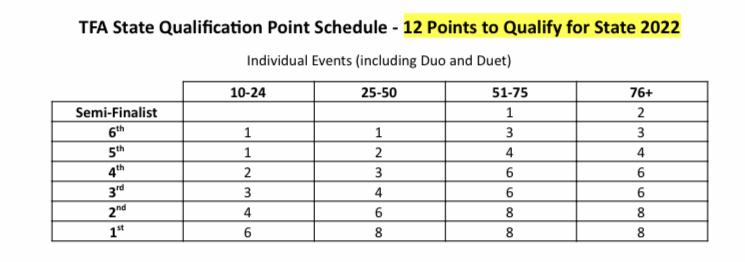 TFA State Qualification Point Schedule - 12 Points to Qualify for State 2022
Individual Events (including Duo and Duet)
10-24 25-50 51-75 76+
Semi-Finalist 1 2
6th 1 1 3 3
5th 1 2 4 4
4th 2 3 6 6
3rd 3 4 6 6
2nd 4 6 8 8
1st 6 8 8 8